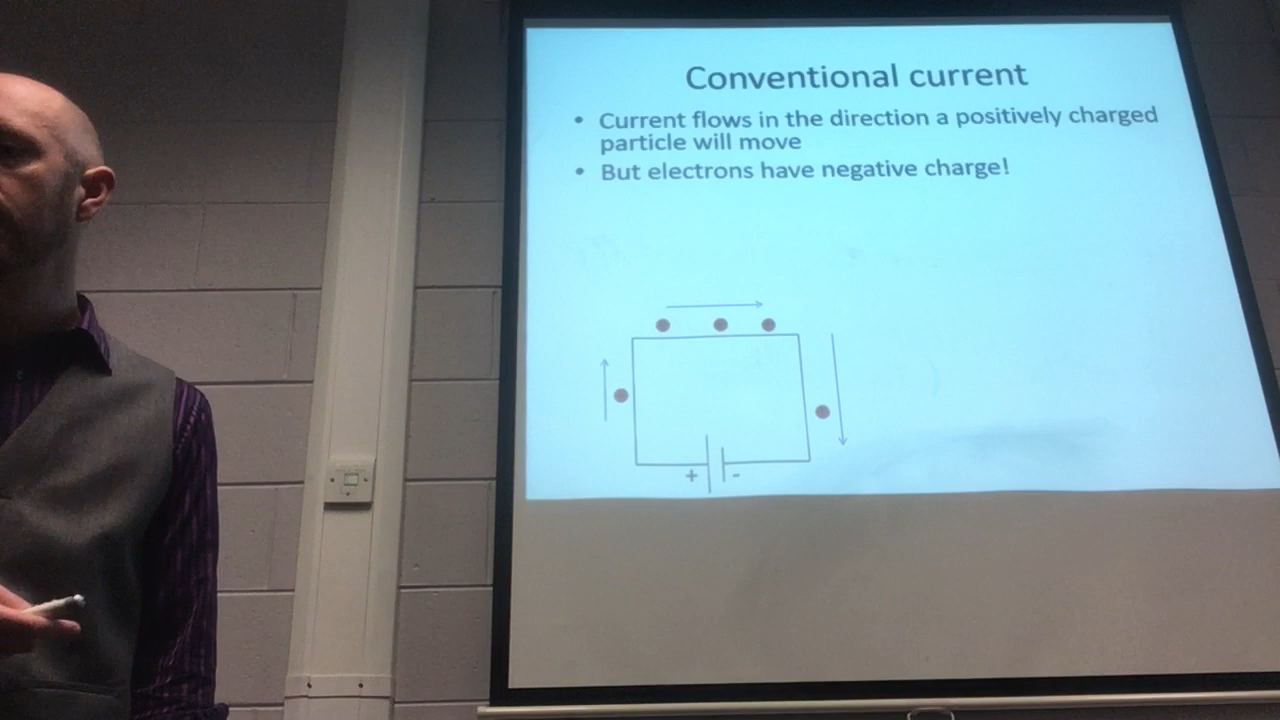 Conventional current
• Current flows in the direction a positively charged
particle will move
• But electrons have negative charge!
+ -